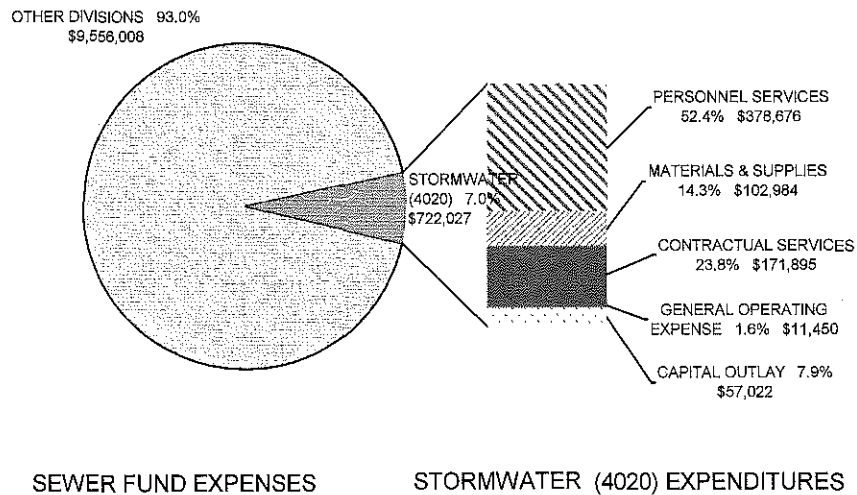 OTHER DIVISIONS 93.0%
$9,556,008
STORMWATER
(4020) 7.0%
$722,027
PERSONNEL SERVICES
52.4% $378,676
MATERIALS & SUPPLIES
14.3% $102,984
CONTRACTUAL SERVICES
23.8% $171,895
GENERAL OPERATING
EXPENSE 1.6% $11,450
CAPITAL OUTLAY 7.9%
$57,022
SEWER FUND EXPENSES
STORMWATER (4020) EXPENDITURES